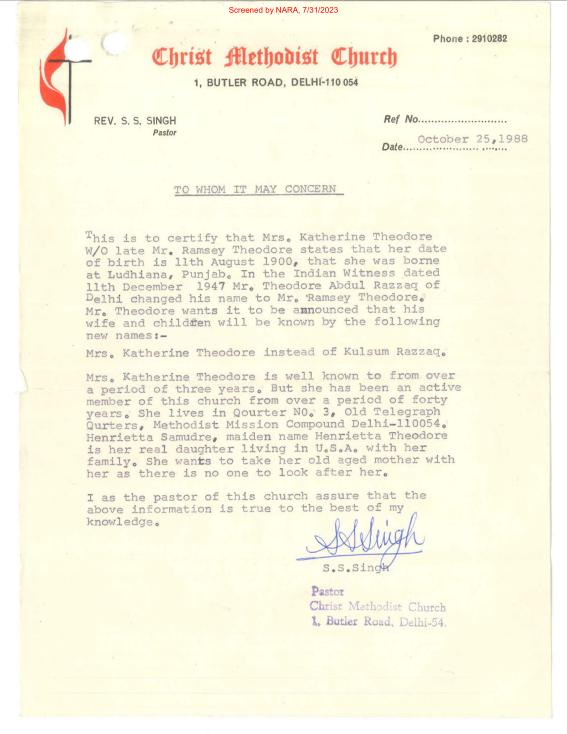 Screened by NARA, 7/31/2023
Phone : 2910282
Christ Methodist Church
1, BUTLER ROAD, DELHI-110 054
REV. S. S. SINGH
Pastor
Ref No...........................
October 25,1988
Date...............................
TO WHOM IT MAY CONCERN
This is to certify that Mrs. Katherine Theodore
W/O late Mr. Ramsey Theodore states that her date
of birth is 11th August 1900, that she was borne
at Ludhiana, Punjab. In the Indian Witness dated
11th December 1947 Mr. Theodore Abdul Razzaq of
Delhi changed his name to Mr. Ramsey Theodore.
Mr. Theodore wants it to be announced that his
wife and children will be known by the following
new names:-
Mrs. Katherine Theodore instead of Kulsum Razzaq.
Mrs. Katherine Theodore is well known to from over
a period of three years. But she has been an active
member of this church from over a period of forty
years. She lives in Qourter NO. 3, Old Telegraph
Qurters, Methodist Mission Compound Delhi-110054.
Henrietta Samudre, maiden name Henrietta Theodore
is her real daughter living in U.S.A. with her
family. She wants to take her old aged mother with
her as there is no one to look after her.
I as the pastor of this church assure that the
above information is true to the best of my
knowledge.
SSSingh
S.S.Singh
Pastor
Christ Methodist Church
1, Butler Road, Delhi-54.